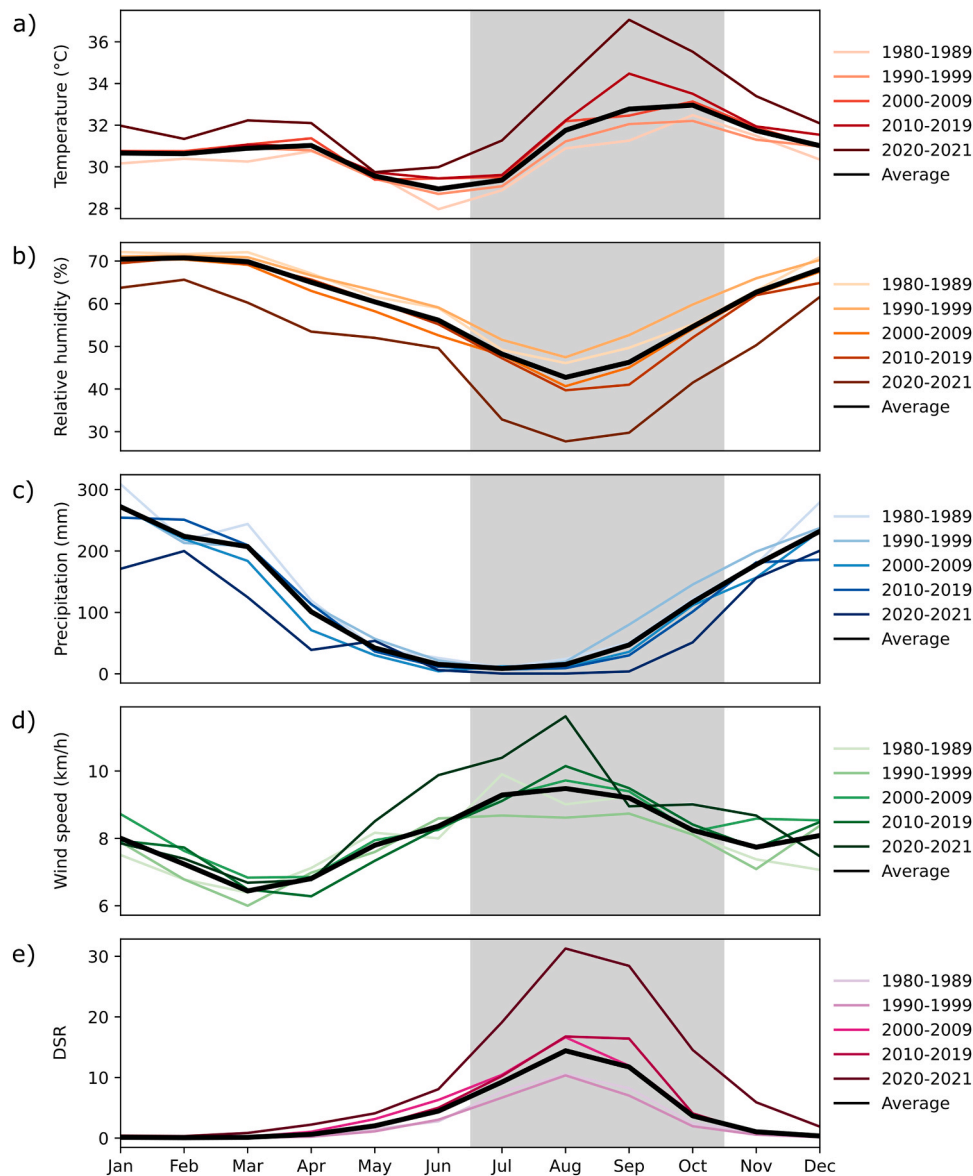 a)
Temperature (°C)
36
34
32
30
28
1980-1989
1990-1999
2000-2009
2010-2019
2020-2021
Average
b)
Relative humidity (%)
70
60
50
40
30
1980-1989
1990-1999
2000-2009
2010-2019
2020-2021
Average
c)
Precipitation (mm)
300
200
100
0
1980-1989
1990-1999
2000-2009
2010-2019
2020-2021
Average
d)
Wind speed (km/h)
10
8
6
1980-1989
1990-1999
2000-2009
2010-2019
2020-2021
Average
e)
DSR
30
20
10
0
1980-1989
1990-1999
2000-2009
2010-2019
2020-2021
Average
Jan Feb Mar Apr May Jun Jul Aug Sep Oct Nov Dec